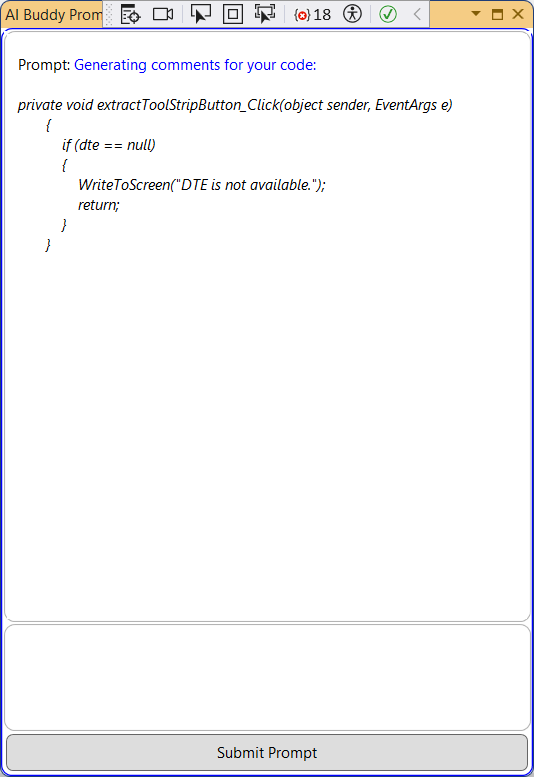 AI Buddy Prom
18
Prompt: Generating comments for your code:
private void extractToolStripButton_Click(object sender, EventArgs e)
{
if (dte == null)
{
WriteToScreen("DTE is not available.");
return;
}
}
Submit Prompt